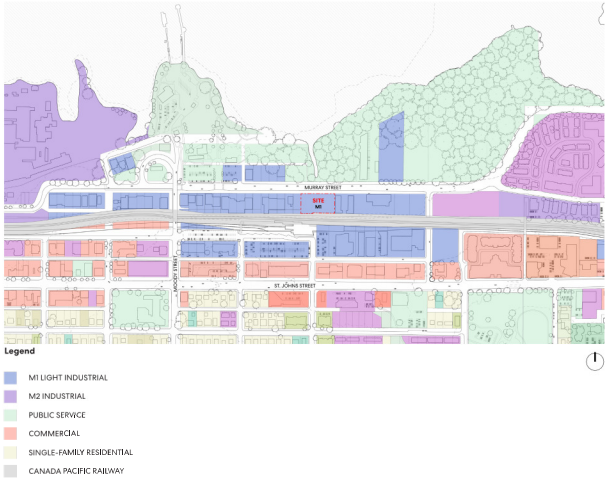 MURRAY STREET
SITE
M1
MOODY STREET
ST. JOHNS STREET
Legend
M1 LIGHT INDUSTRIAL
M2 INDUSTRIAL
PUBLIC SERVICE
COMMERCIAL
SINGLE-FAMILY RESIDENTIAL
CANADA PACIFIC RAILWAY